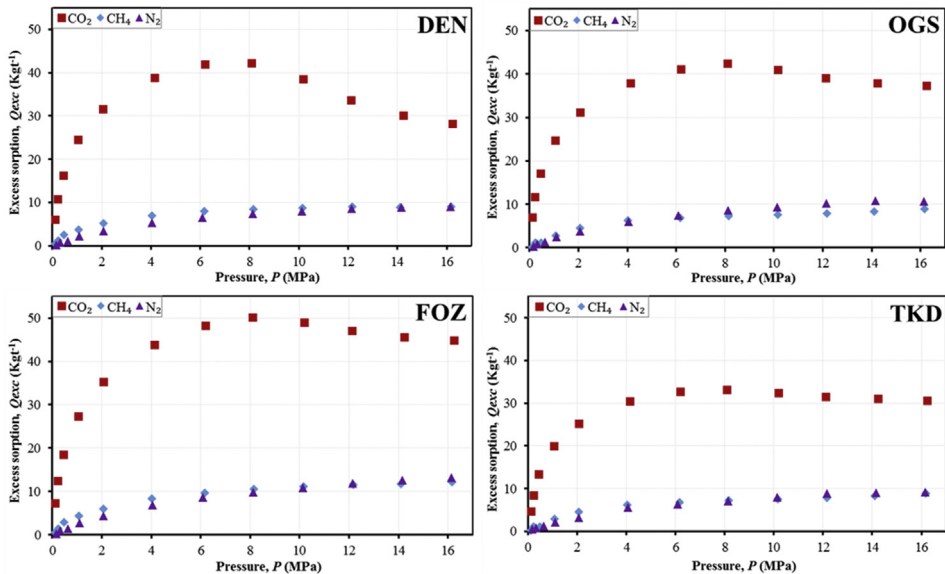 CO₂ CH₄ N₂
DEN
50
40
30
20
10
0
Excess sorption, Qexc (Kgt⁻¹)
0 2 4 6 8 10 12 14 16
Pressure, P (MPa)
CO₂ CH₄ N₂
OGS
50
40
30
20
10
0
Excess sorption, Qexc (Kgt⁻¹)
0 2 4 6 8 10 12 14 16
Pressure, P (MPa)
CO₂ CH₄ N₂
FOZ
50
40
30
20
10
0
Excess sorption, Qexc (Kgt⁻¹)
0 2 4 6 8 10 12 14 16
Pressure, P (MPa)
CO₂ CH₄ N₂
TKD
50
40
30
20
10
0
Excess sorption, Qexc (Kgt⁻¹)
0 2 4 6 8 10 12 14 16
Pressure, P (MPa)